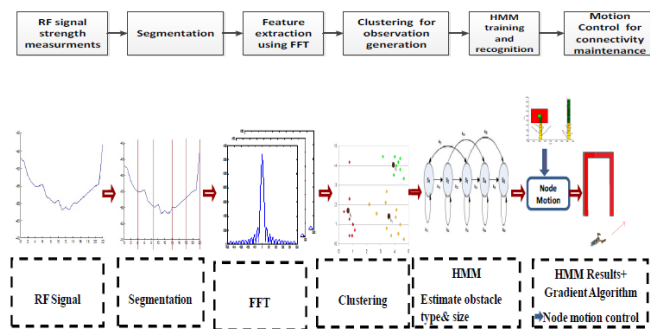 RF signal
strength
measurments
Segmentation
Feature
extraction
using FFT
Clustering for
observation
generation
HMM
training
and
recognition
Motion
Control for
connectivity
maintenance
Node
Motion
RF Signal
Segmentation
FFT
Clustering
HMM
Estimate obstacle
type& size
HMM Results+
Gradient Algorithm
Node motion control